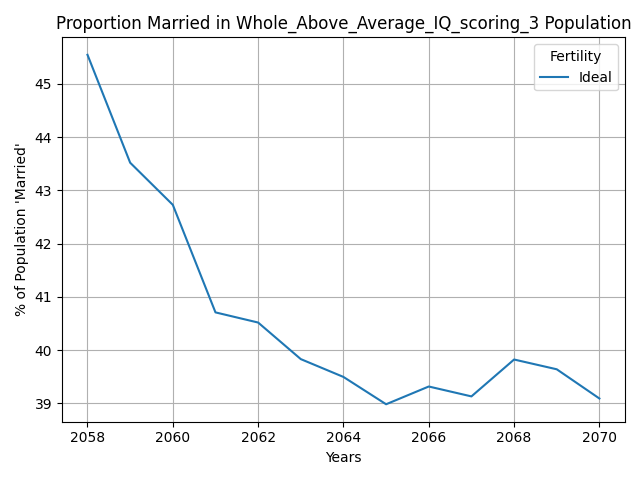 Proportion Married in Whole_Above_Average_IQ_scoring_3 Population
Fertility
Ideal
% of Population 'Married'
45
44
43
42
41
40
39
2058
2060
2062
2064
2066
2068
2070
Years